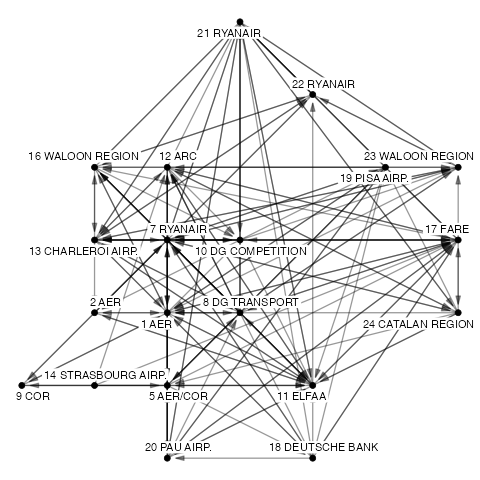 21 RYANAIR
22 RYANAIR
16 WALOON REGION
12 ARC
23 WALOON REGION
19 PISA AIRP.
7 RYANAIR
17 FARE
13 CHARLEROI AIRP.
10 DG COMPETITION
2 AER
8 DG TRANSPORT
1 AER
24 CATALAN REGION
14 STRASBOURG AIRP.
9 COR
5 AER/COR
11 ELFAA
20 PAU AIRP.
18 DEUTSCHE BANK